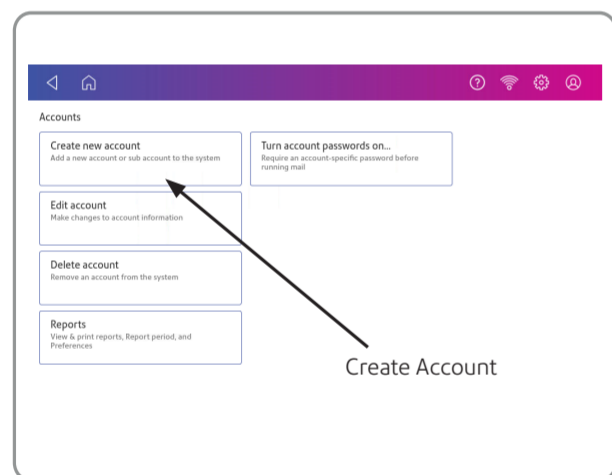 Accounts
Create new account
Add a new account or sub account to the system
Turn account passwords on...
Require an account-specific password before
running mail
Edit account
Make changes to account information
Delete account
Remove an account from the system
Reports
View & print reports, Report period, and
Preferences
Create Account